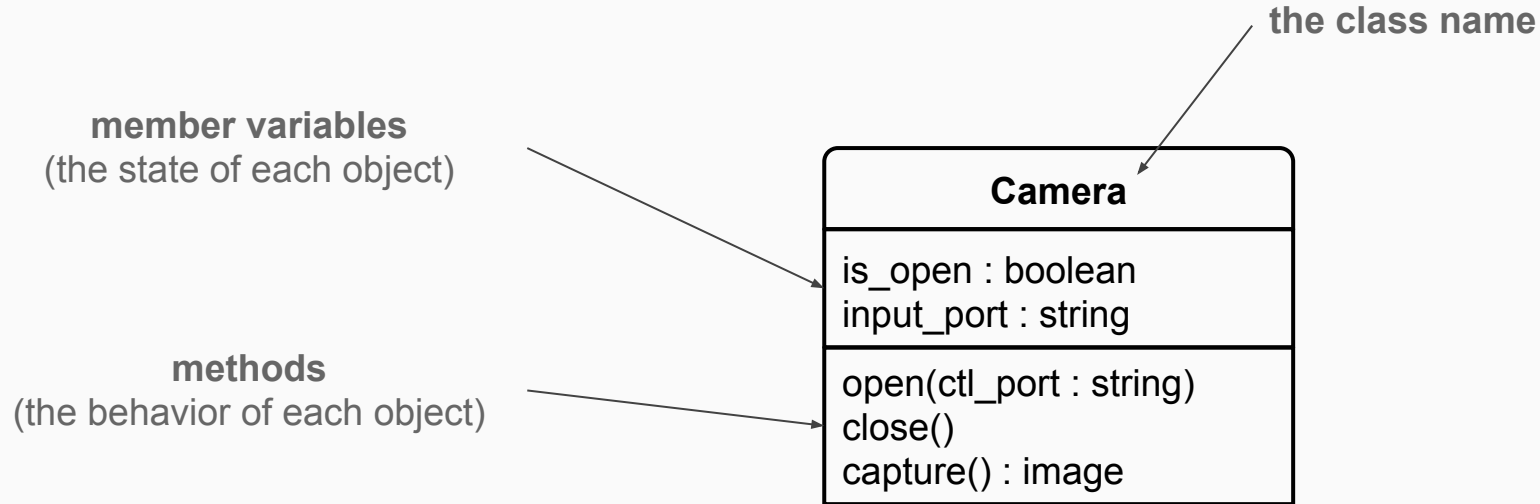 the class name
member variables
(the state of each object)
Camera
is_open : boolean
input_port : string
methods
(the behavior of each object)
open(ctl_port : string)
close()
capture() : image